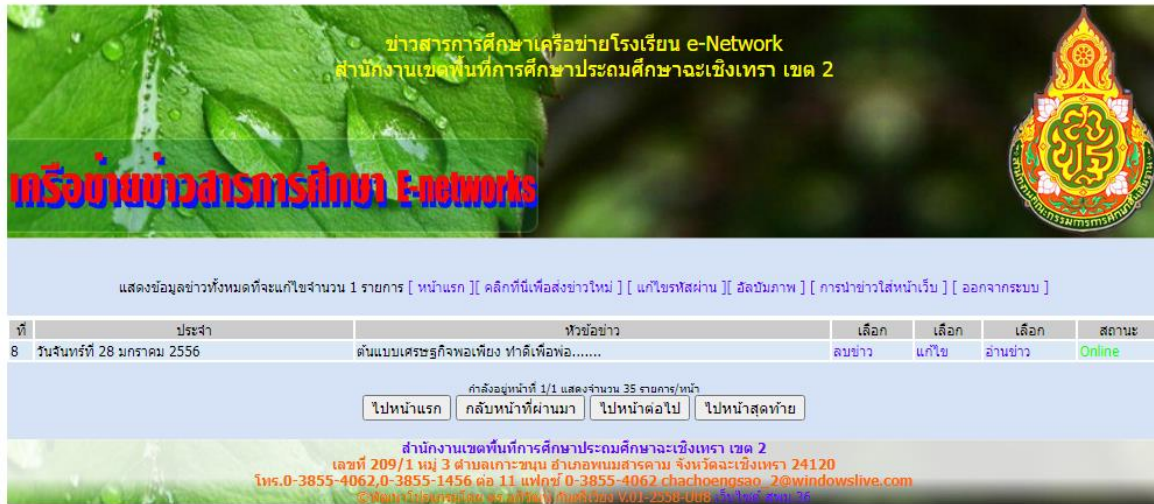 ข่าวสารการศึกษาเครือข่ายโรงเรียน e-Network
สำนักงานเขตพื้นที่การศึกษาประถมศึกษาฉะเชิงเทรา เขต 2
เครือข่ายข่าวสารการศึกษา E-networks
แสดงข้อมูลข่าวทั้งหมดที่จะแก้ไขจำนวน 1 รายการ [ หน้าแรก ][ คลิกที่นี่เพื่อส่งข่าวใหม่ ] [ แก้ไขรหัสผ่าน ][ อัลบัมภาพ ] [ การนำข่าวใส่หน้าเว็บ ] [ ออกจากระบบ ]
ที่ ประจำ หัวข้อข่าว เลือก เลือก เลือก สถานะ
8 วันจันทร์ที่ 28 มกราคม 2556 ต้นแบบเศรษฐกิจพอเพียง ทำดีเพื่อพ่อ....... ลบข่าว แก้ไข อ่านข่าว Online
กำลังอยู่หน้าที่ 1/1 แสดงจำนวน 35 รายการ/หน้า
ไปหน้าแรก กลับหน้าที่ผ่านมา ไปหน้าต่อไป ไปหน้าสุดท้าย
สำนักงานเขตพื้นที่การศึกษาประถมศึกษาฉะเชิงเทรา เขต 2
เลขที่ 209/1 หมู่ 3 ตำบลเกาะขนุน อำเภอพนมสารคาม จังหวัดฉะเชิงเทรา 24120
โทร.0-3855-4062,0-3855-1456 ต่อ 11 แฟกซ์ 0-3855-4062 chachoengsao_2@windowslive.com
V.01-2558-U08 เว็บไซต์ สพม 26